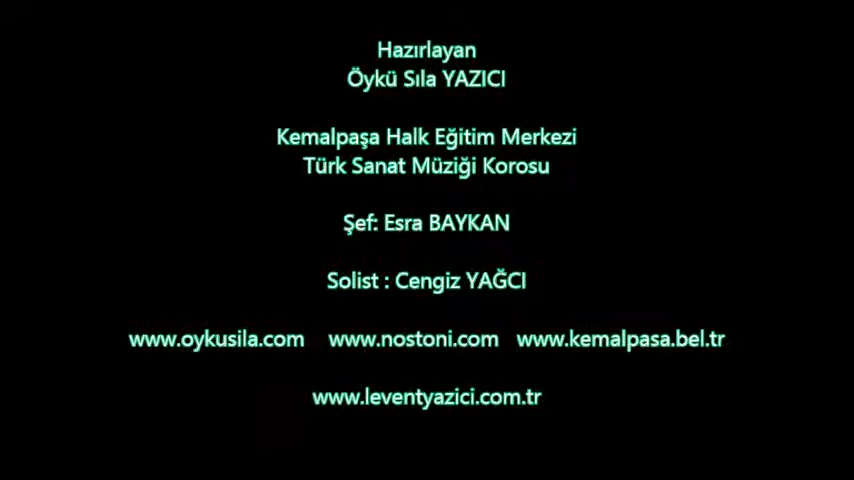 Hazırlayan
Öykü Sıla YAZICI
Kemalpaşa Halk Eğitim Merkezi
Türk Sanat Müziği Korosu
Şef: Esra BAYKAN
Solist : Cengiz YAĞCI
www.oykusila.com www.nostoni.com www.kemalpasa.bel.tr
www.leventyazici.com.tr